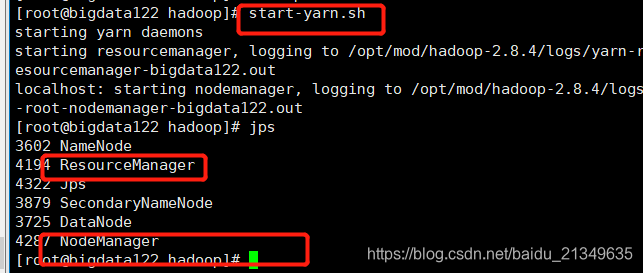 [root@bigdata122 hadoop]# start-yarn.sh
starting yarn daemons
starting resourcemanager, logging to /opt/mod/hadoop-2.8.4/logs/yarn-r
esourcemanager-bigdata122.out
localhost: starting nodemanager, logging to /opt/mod/hadoop-2.8.4/logs
-root-nodemanager-bigdata122.out
[root@bigdata122 hadoop]# jps
3602 NameNode
4194 ResourceManager
4322 Jps
3879 SecondaryNameNode
3725 DataNode
4287 NodeManager
[root@bigdata122 hadoop]#
https://blog.csdn.net/baidu_21349635